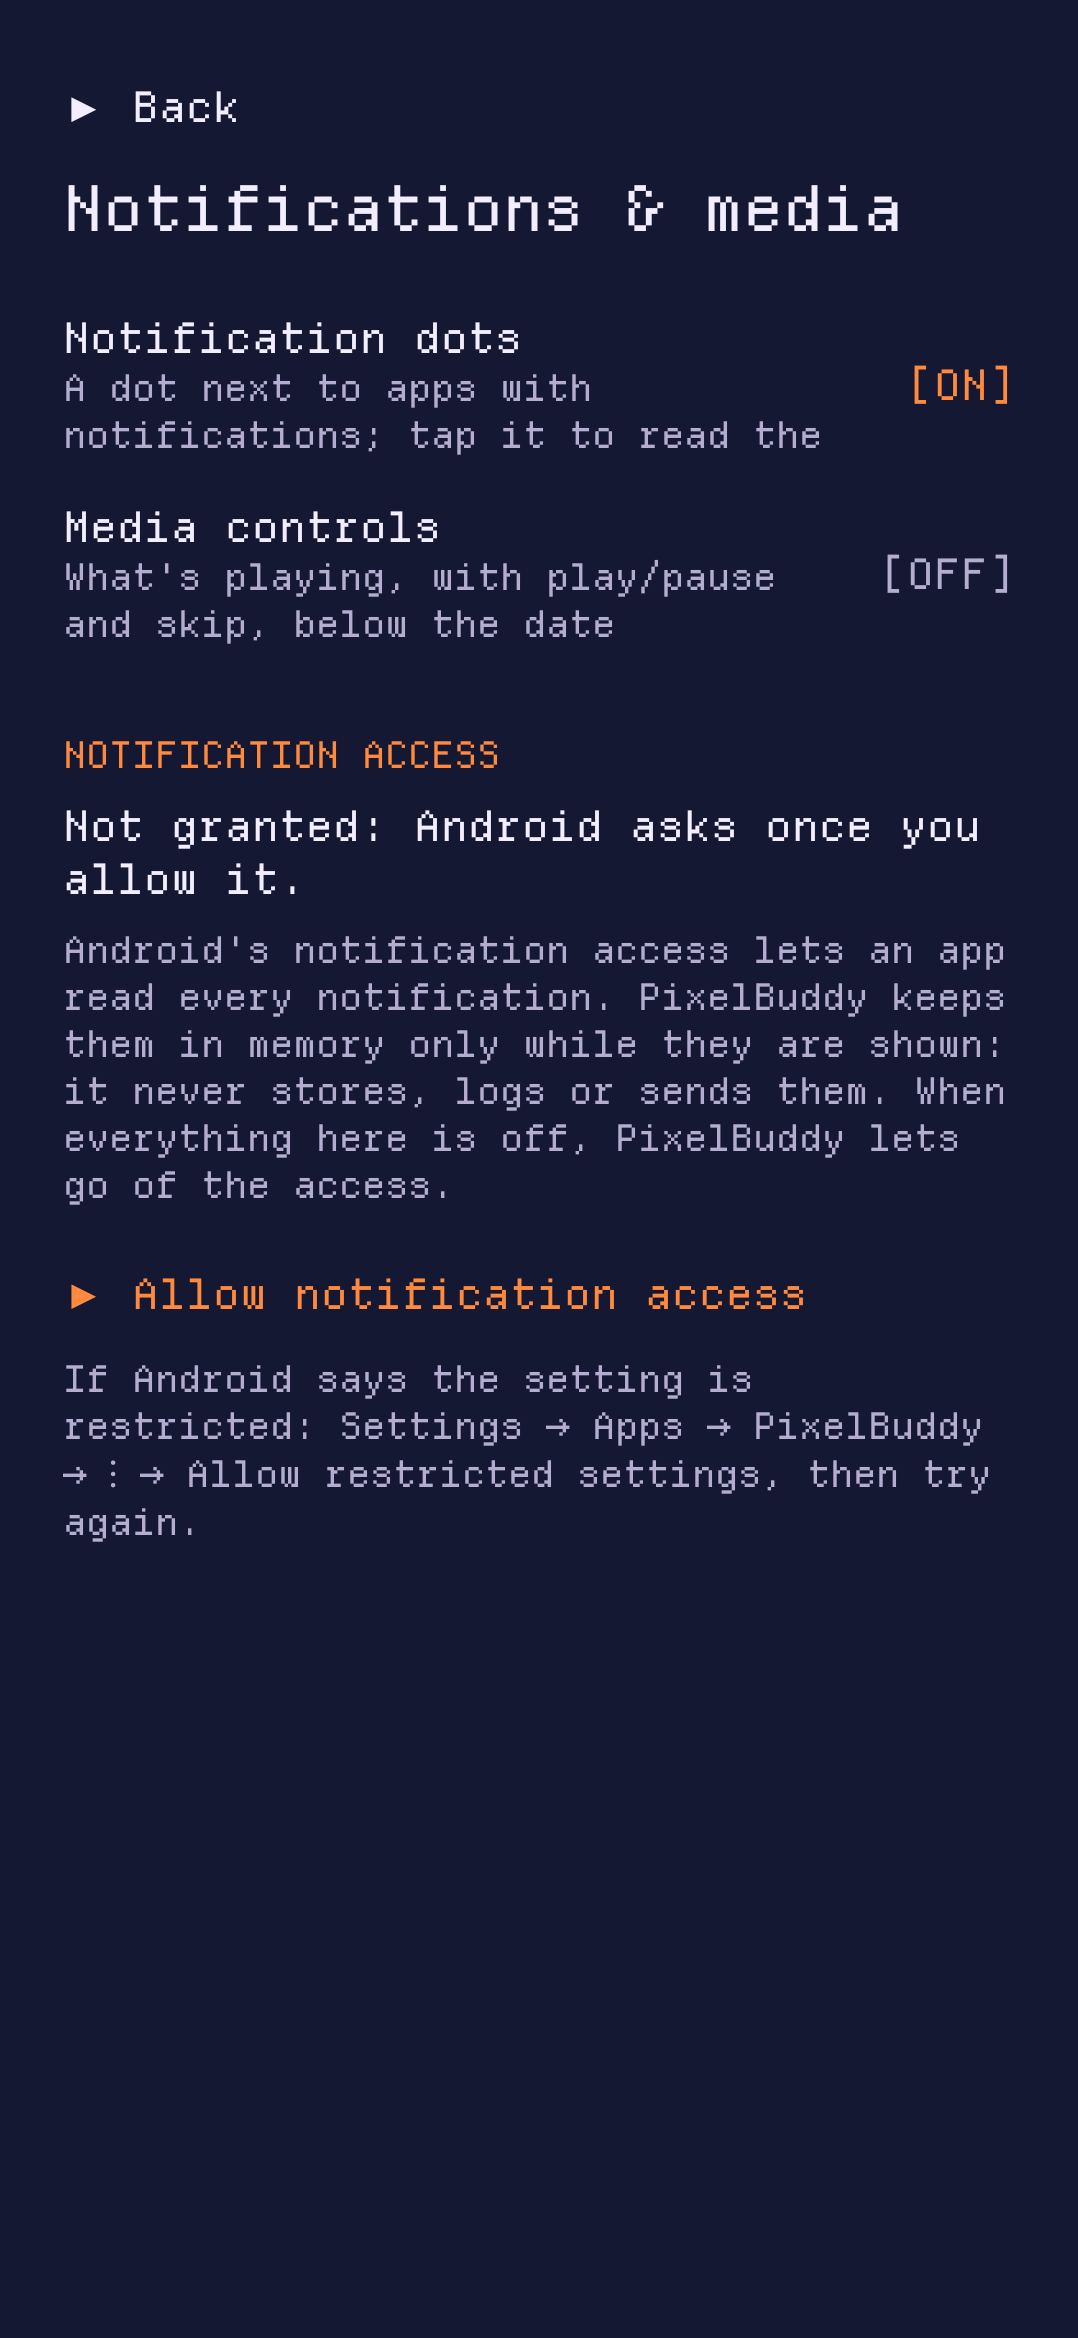 ▶ Back
Notifications & media
Notification dots
A dot next to apps with
notifications; tap it to read the
[ON]
Media controls
What's playing, with play/pause
and skip, below the date
[OFF]
NOTIFICATION ACCESS
Not granted: Android asks once you
allow it.
Android's notification access lets an app
read every notification. PixelBuddy keeps
them in memory only while they are shown:
it never stores, logs or sends them. When
everything here is off, PixelBuddy lets
go of the access.
▶ Allow notification access
If Android says the setting is
restricted: Settings → Apps → PixelBuddy
→ ⋮ → Allow restricted settings, then try
again.